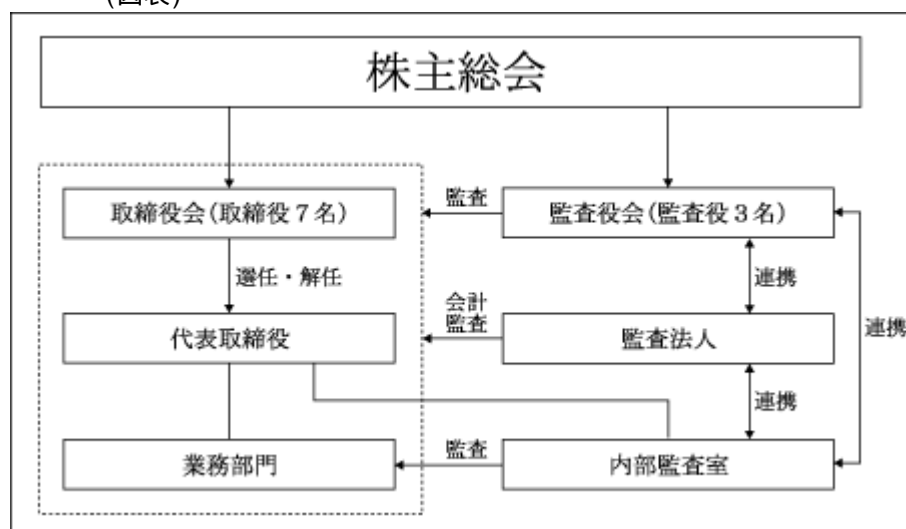 (図表)
株主総会
取締役会(取締役７名)
監査
監査役会(監査役３名)
選任・解任
連携
会計
監査
代表取締役
監査法人
連携
連携
業務部門
監査
内部監査室